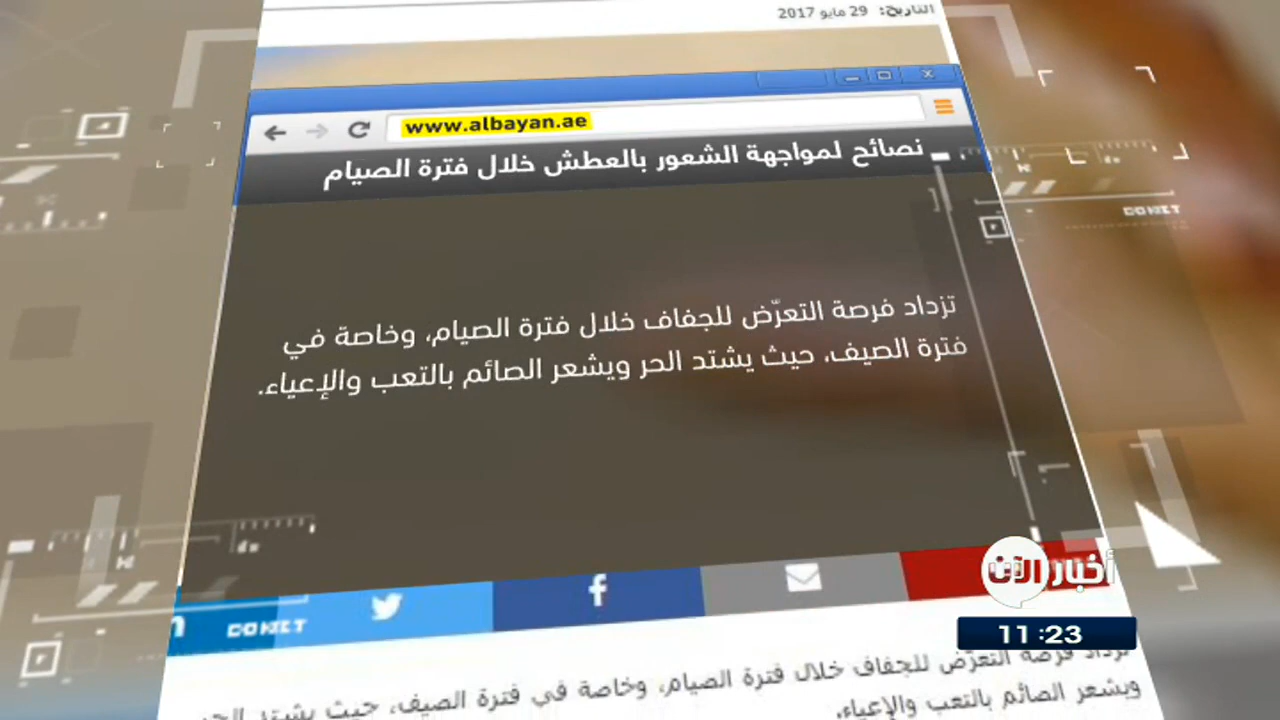 التاريخ: 29 مايو 2017
www.albayan.ae
نصائح لمواجهة الشعور بالعطش خلال فترة الصيام
تزداد فرصة التعرّض للجفاف خلال فترة الصيام، وخاصة في
فترة الصيف، حيث يشتد الحر ويشعر الصائم بالتعب والإعياء.
أخبار الآن
11:23
تزداد فرصة التعرّض للجفاف خلال فترة الصيام، وخاصة في فترة الصيف، حيث يشتد الحر
ويشعر الصائم بالتعب والإعياء.